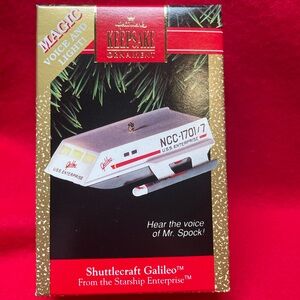 Hallmark
KEEPSAKE
ORNAMENT
MAGIC
VOICE AND
LIGHT!
NCC-1701/7
U.S.S. ENTERPRISE
Galileo
Galileo
U.S.S. ENTERPRISE
Hear the voice
of Mr. Spock!
Shuttlecraft Galileo™
From the Starship Enterprise™